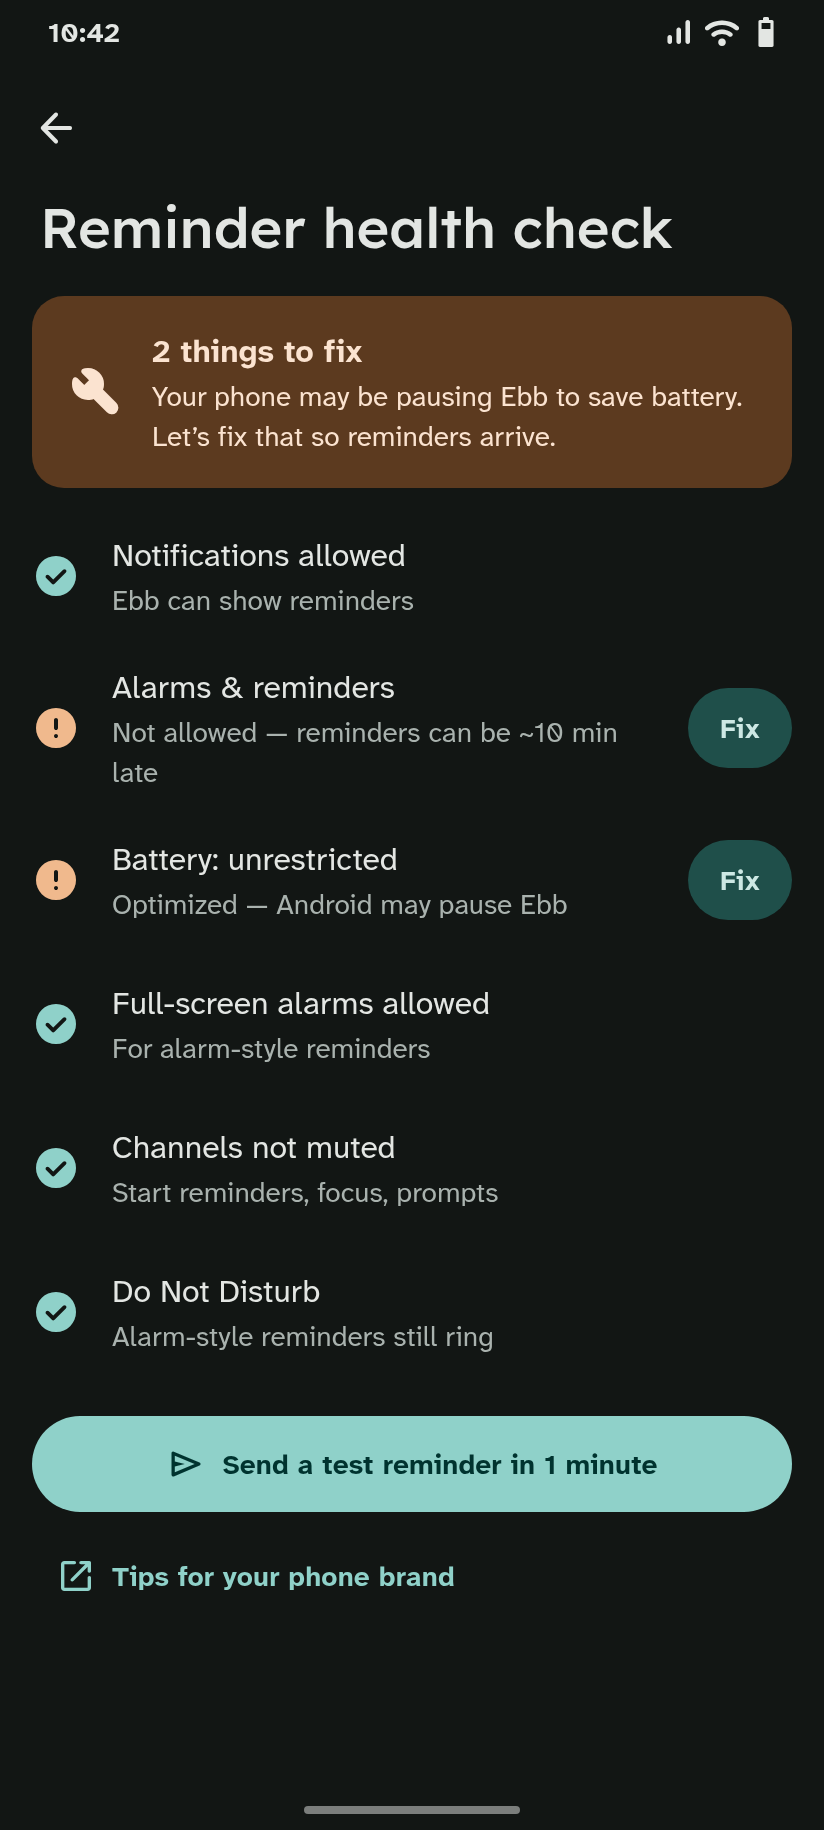 10:42
Reminder health check
2 things to fix
Your phone may be pausing Ebb to save battery.
Let’s fix that so reminders arrive.
Notifications allowed
Ebb can show reminders
Alarms & reminders
Not allowed — reminders can be ~10 min
late
Fix
Battery: unrestricted
Optimized — Android may pause Ebb
Fix
Full-screen alarms allowed
For alarm-style reminders
Channels not muted
Start reminders, focus, prompts
Do Not Disturb
Alarm-style reminders still ring
Send a test reminder in 1 minute
Tips for your phone brand